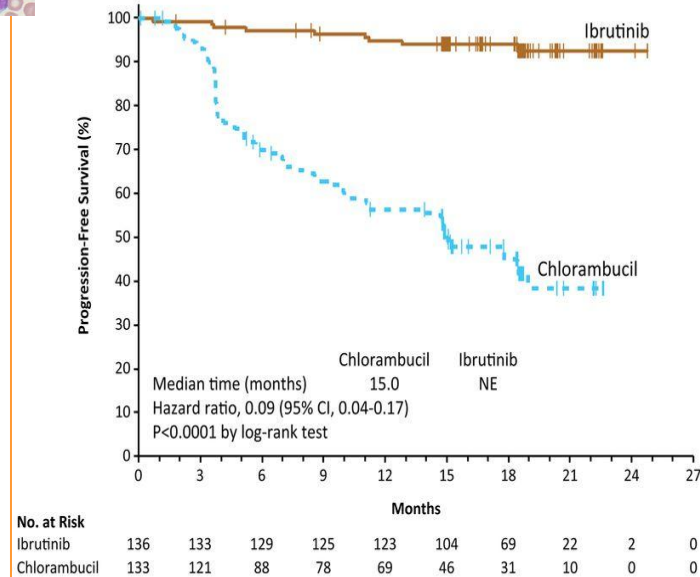 Progression-Free Survival (%)
100
90
80
70
60
50
40
30
20
10
0
Ibrutinib
Chlorambucil
Chlorambucil Ibrutinib
Median time (months) 15.0 NE
Hazard ratio, 0.09 (95% CI, 0.04-0.17)
P<0.0001 by log-rank test
0 3 6 9 12 15 18 21 24 27
Months
No. at Risk
Ibrutinib 136 133 129 125 123 104 69 22 2 0
Chlorambucil 133 121 88 78 69 46 31 10 0 0